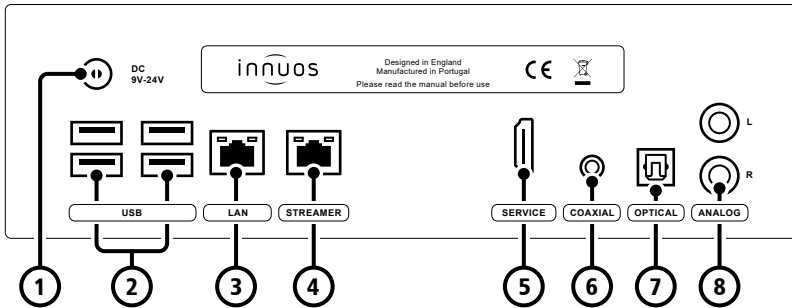 DC
9V-24V
innuos
Designed in England
Manufactured in Portugal
Please read the manual before use
CE
L
R
USB
LAN
STREAMER
SERVICE
COAXIAL
OPTICAL
ANALOG
1
2
3
4
5
6
7
8